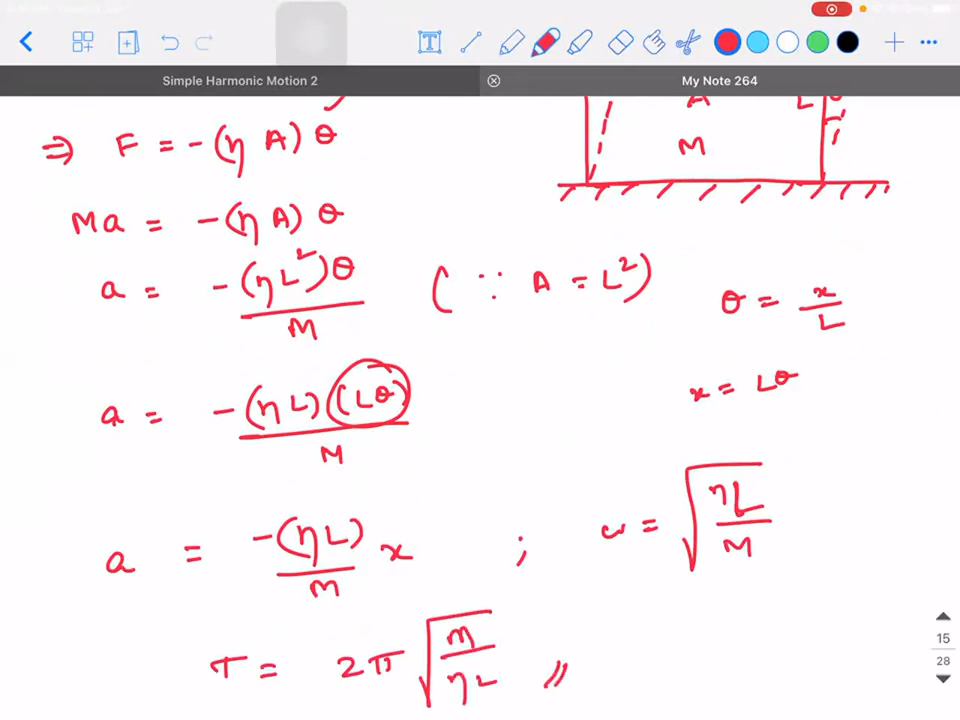 Simple Harmonic Motion 2
My Note 264
⇒ F = -(η A) θ
A L
M
Ma = -(η A) θ
a = -(ηL²)θ / M (∵ A = L²)
θ = x / L
x = Lθ
a = -(ηL)(Lθ) / M
a = -(ηL) / M x ; ω = √(ηL / M)
T = 2π √(M / ηL) //
15
28